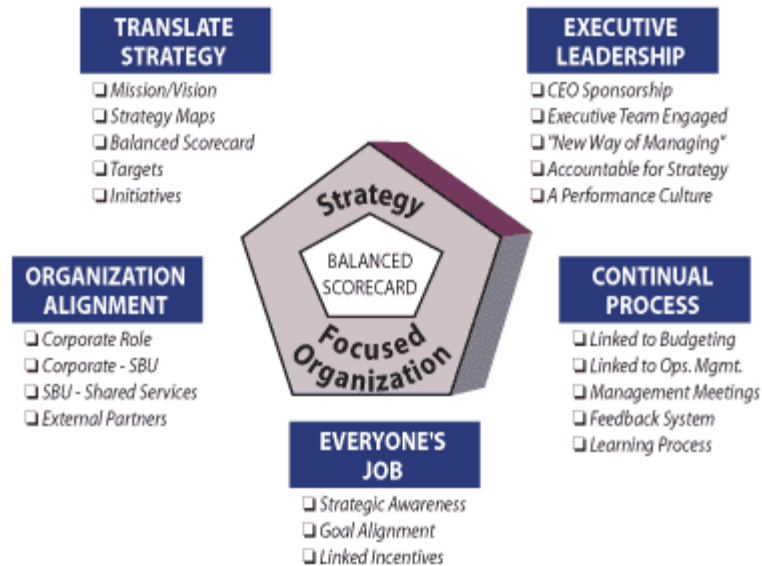 TRANSLATE
STRATEGY
Mission/Vision
Strategy Maps
Balanced Scorecard
Targets
Initiatives
EXECUTIVE
LEADERSHIP
CEO Sponsorship
Executive Team Engaged
"New Way of Managing"
Accountable for Strategy
A Performance Culture
Strategy
BALANCED
SCORECARD
Focused
Organization
ORGANIZATION
ALIGNMENT
Corporate Role
Corporate - SBU
SBU - Shared Services
External Partners
CONTINUAL
PROCESS
Linked to Budgeting
Linked to Ops. Mgmt.
Management Meetings
Feedback System
Learning Process
EVERYONE'S
JOB
Strategic Awareness
Goal Alignment
Linked Incentives